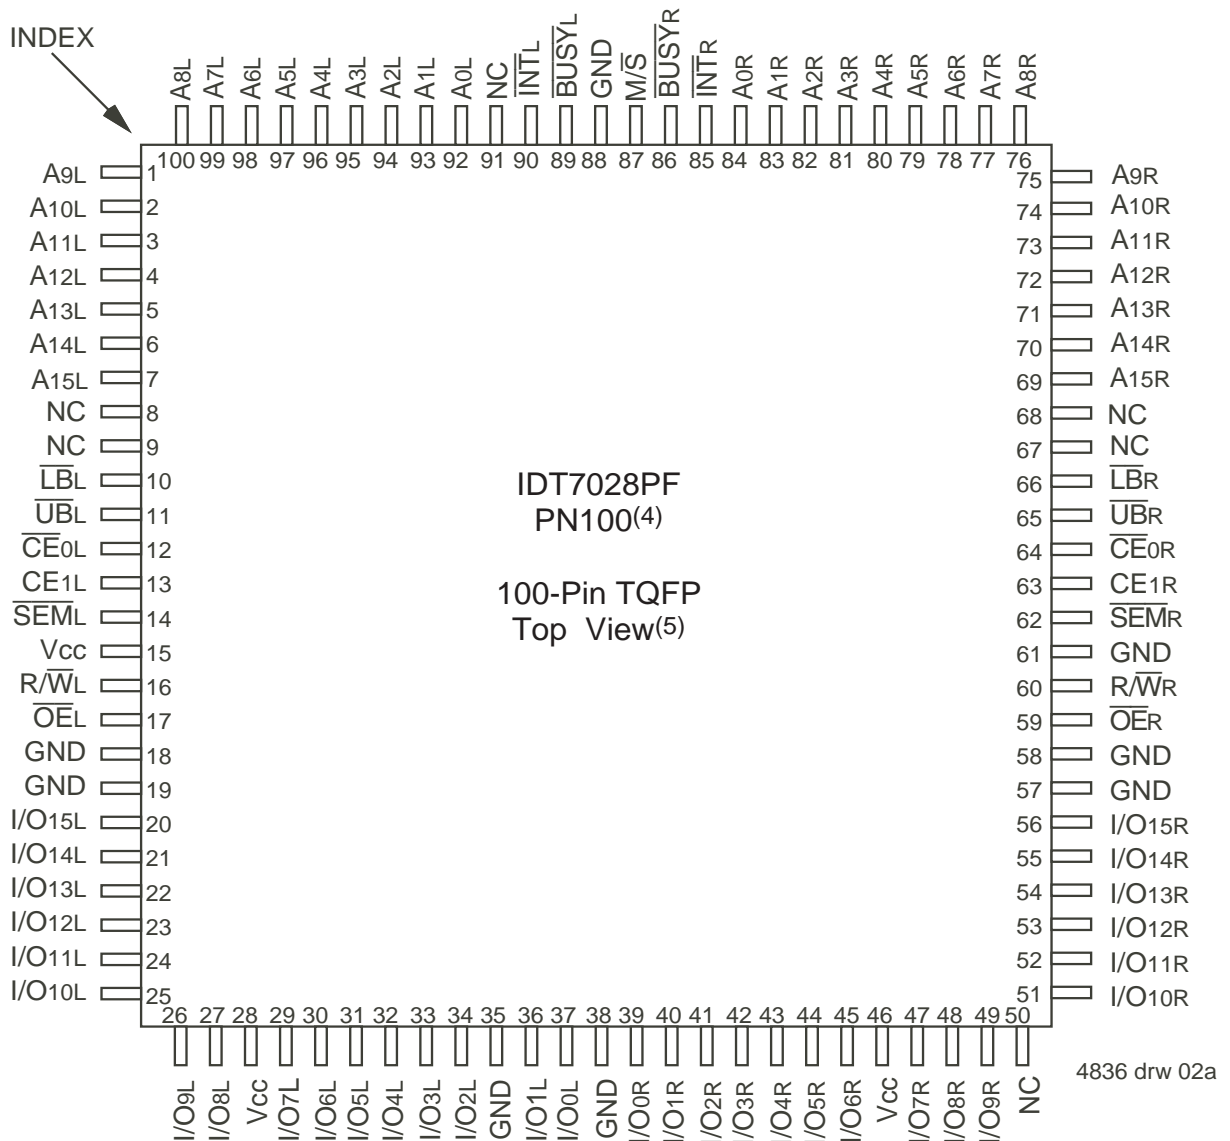 INDEX
A8L
A7L
A6L
A5L
A4L
A3L
A2L
A1L
A0L
NC
INTL
BUSYL
GND
M/S
BUSYR
INTR
A0R
A1R
A2R
A3R
A4R
A5R
A6R
A7R
A8R
100 99 98 97 96 95 94 93 92 91 90 89 88 87 86 85 84 83 82 81 80 79 78 77 76
A9L 1 75 A9R
A10L 2 74 A10R
A11L 3 73 A11R
A12L 4 72 A12R
A13L 5 71 A13R
A14L 6 70 A14R
A15L 7 69 A15R
NC 8 68 NC
NC 9 67 NC
LBL 10 66 LBR
UBL 11 65 UBR
CE0L 12 64 CE0R
CE1L 13 63 CE1R
SEML 14 62 SEMR
Vcc 15 61 GND
R/WL 16 60 R/WR
OEL 17 59 OER
GND 18 58 GND
GND 19 57 GND
I/O15L 20 56 I/O15R
I/O14L 21 55 I/O14R
I/O13L 22 54 I/O13R
I/O12L 23 53 I/O12R
I/O11L 24 52 I/O11R
I/O10L 25 51 I/O10R
IDT7028PF
PN100(4)
100-Pin TQFP
Top View(5)
26 27 28 29 30 31 32 33 34 35 36 37 38 39 40 41 42 43 44 45 46 47 48 49 50
I/O9L
I/O8L
Vcc
I/O7L
I/O6L
I/O5L
I/O4L
I/O3L
I/O2L
GND
I/O1L
I/O0L
GND
I/O0R
I/O1R
I/O2R
I/O3R
I/O4R
I/O5R
I/O6R
Vcc
I/O7R
I/O8R
I/O9R
NC
4836 drw 02a